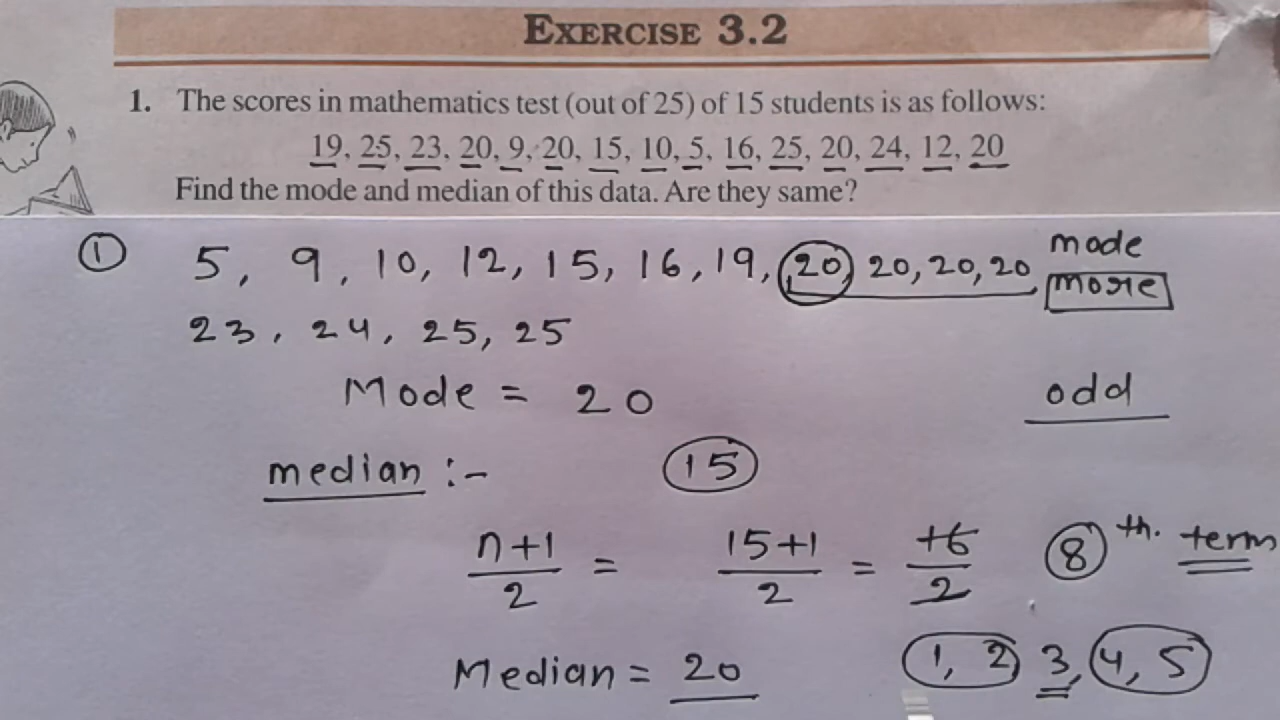 EXERCISE 3.2
1. The scores in mathematics test (out of 25) of 15 students is as follows:
19, 25, 23, 20, 9, 20, 15, 10, 5, 16, 25, 20, 24, 12, 20
Find the mode and median of this data. Are they same?
① 5, 9, 10, 12, 15, 16, 19, 20, 20, 20, 20 mode
more
23, 24, 25, 25
Mode = 20 odd
median :- 15
n+1/2 = 15+1/2 = 16/2 8th. term
Median = 20 1, 2, 3, 4, 5